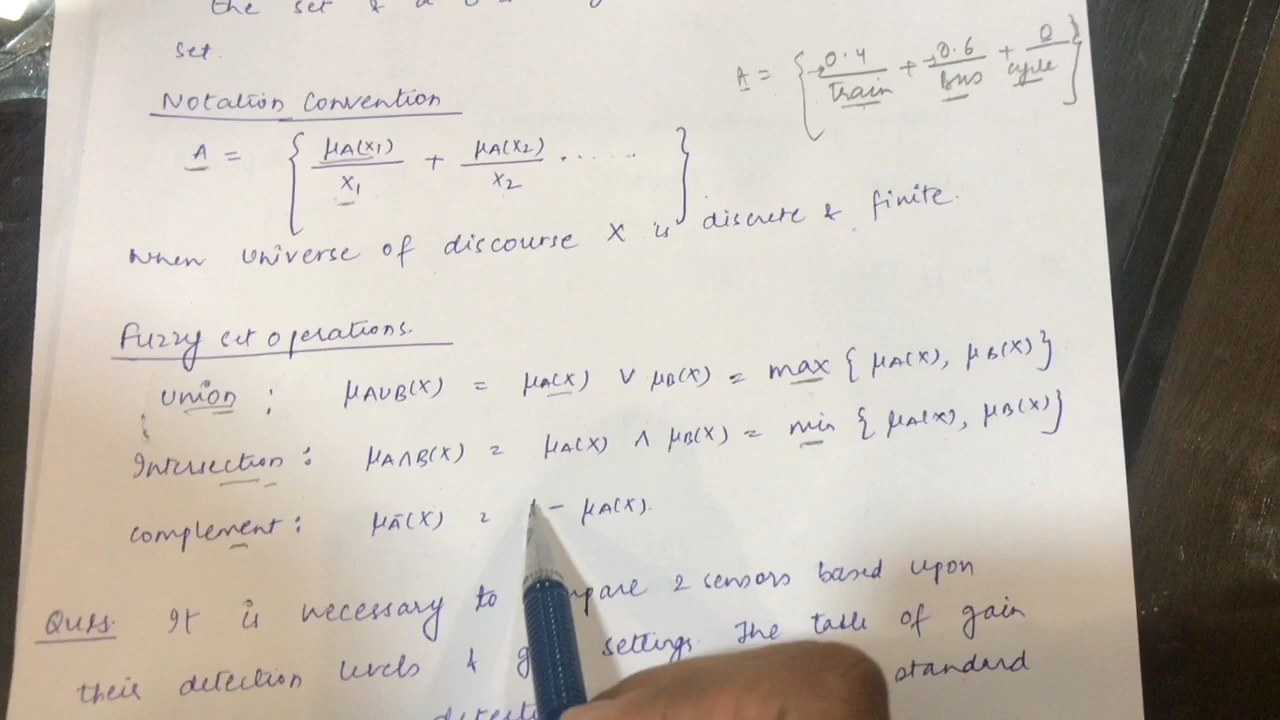 the set
set.
A = { 0.4/Train + 0.6/Bus + 0/cycle }
Notation Convention
A = { μA(x1)/x1 + μA(x2)/x2 ...... }
when universe of discourse X is discrete & finite.
Fuzzy set operations.
Union : μA∪B(x) = μA(x) ∨ μB(x) = max { μA(x), μB(x)}
Intersection : μA∩B(x) = μA(x) ∧ μB(x) = min { μA(x), μB(x)}
complement : μĀ(x) = 1 - μA(x).
Ques. It is necessary to 2 sensors based upon
their detection levels & settings. The table of gain
standard